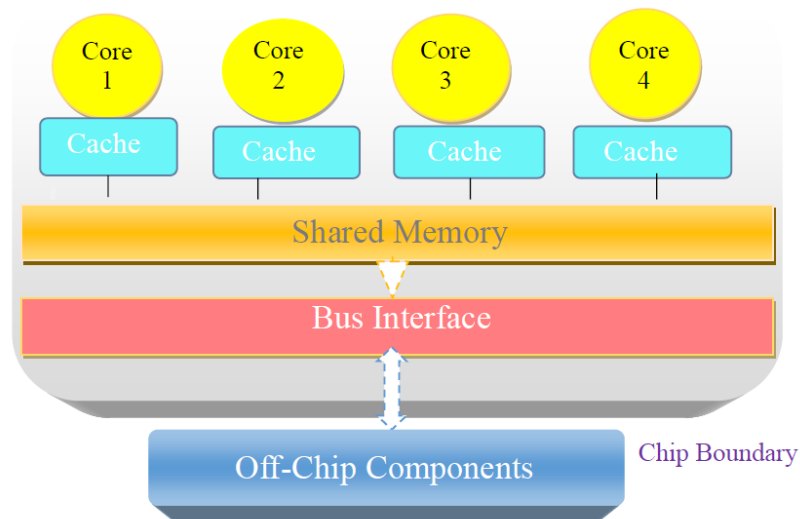 Core
1
Core
2
Core
3
Core
4
Cache
Cache
Cache
Cache
Shared Memory
Bus Interface
Off-Chip Components
Chip Boundary